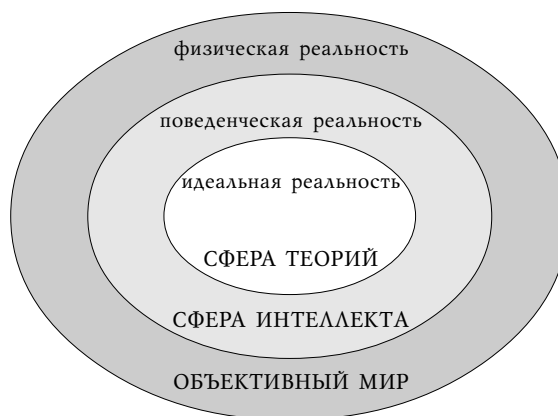 физическая реальность
поведенческая реальность
идеальная реальность
СФЕРА ТЕОРИЙ
СФЕРА ИНТЕЛЛЕКТА
ОБЪЕКТИВНЫЙ МИР